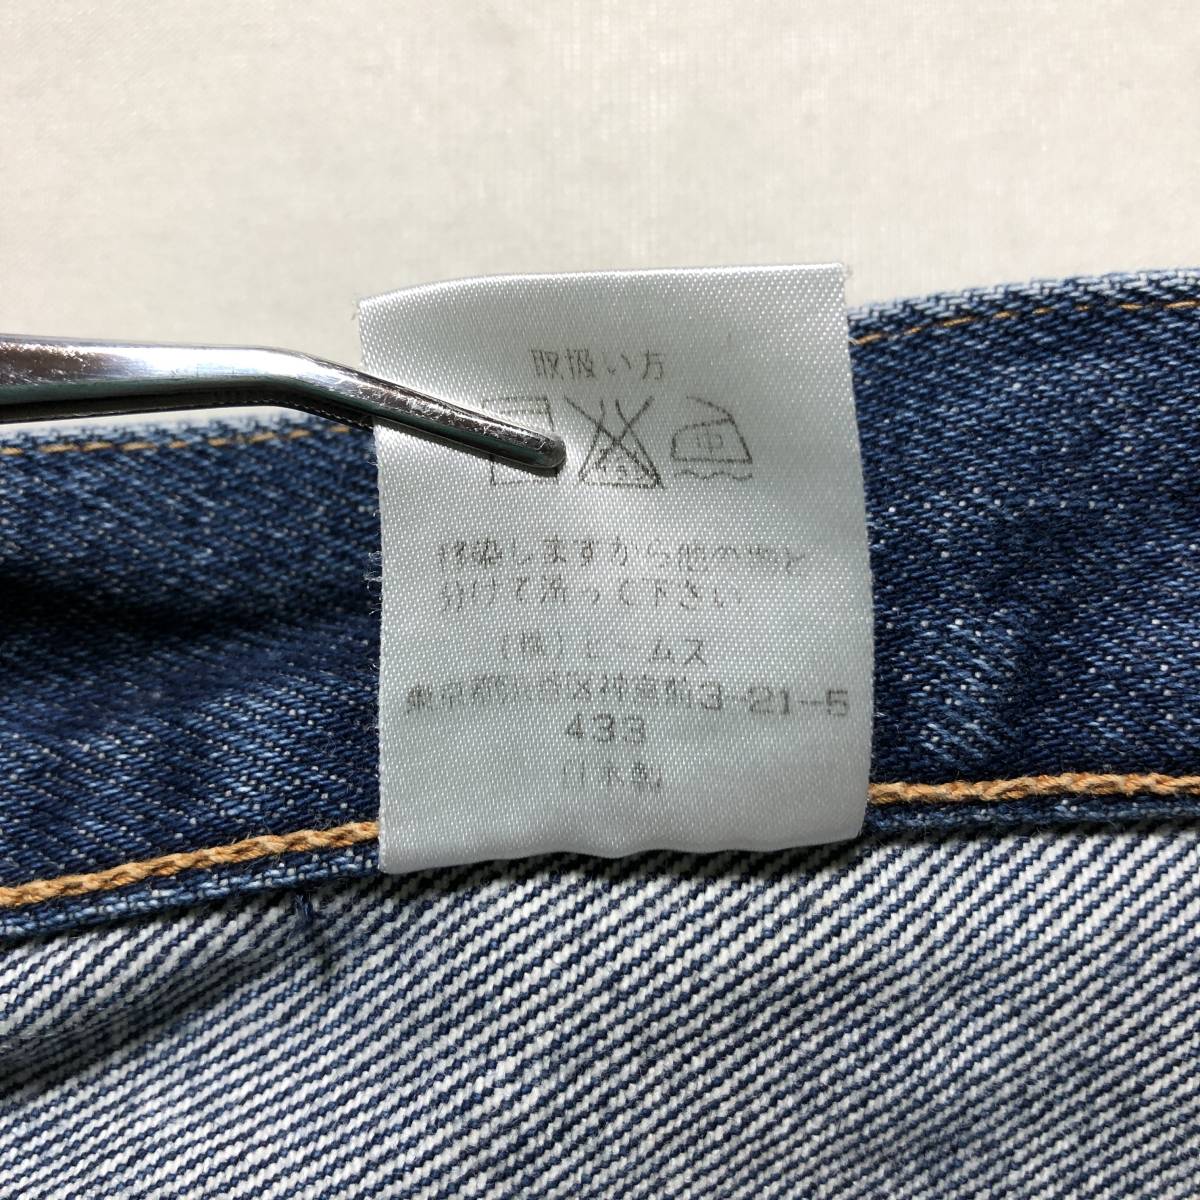 取扱い方
中
移染しますから他の物と
分けて洗って下さい
(株)ビームス
東京都渋谷区神宮前3-21-5
433
日本製